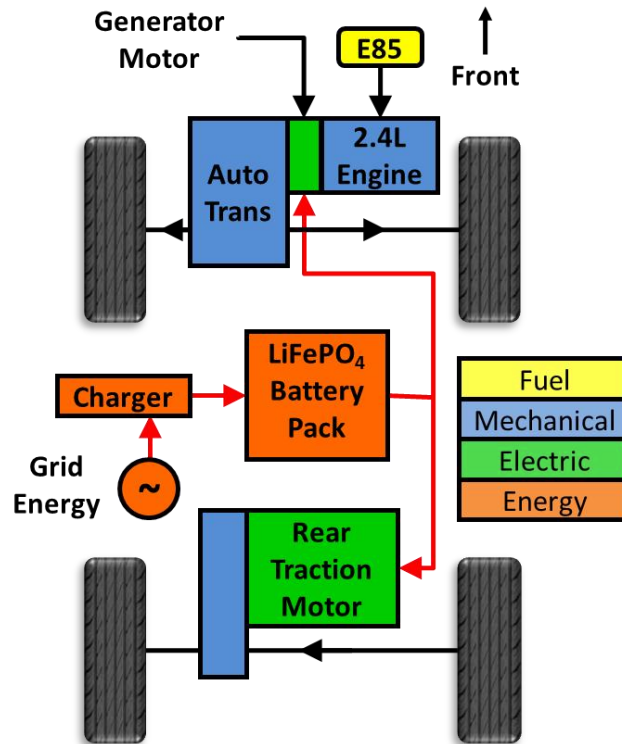 Generator
Motor
E85
Front
2.4L
Engine
Auto
Trans
LiFePO₄
Battery
Pack
Charger
Grid
Energy
~
Fuel
Mechanical
Electric
Energy
Rear
Traction
Motor